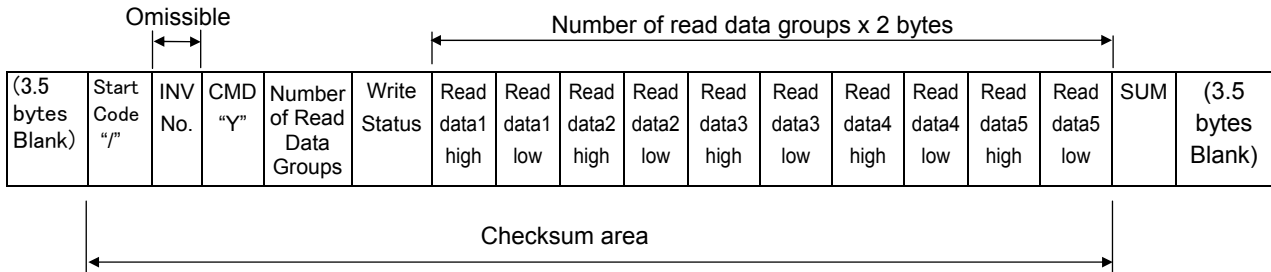 Omissible
Number of read data groups x 2 bytes
(3.5 bytes Blank)
Start Code “/”
INV No.
CMD “Y”
Number of Read Data Groups
Write Status
Read data1 high
Read data1 low
Read data2 high
Read data2 low
Read data3 high
Read data3 low
Read data4 high
Read data4 low
Read data5 high
Read data5 low
SUM
(3.5 bytes Blank)
Checksum area